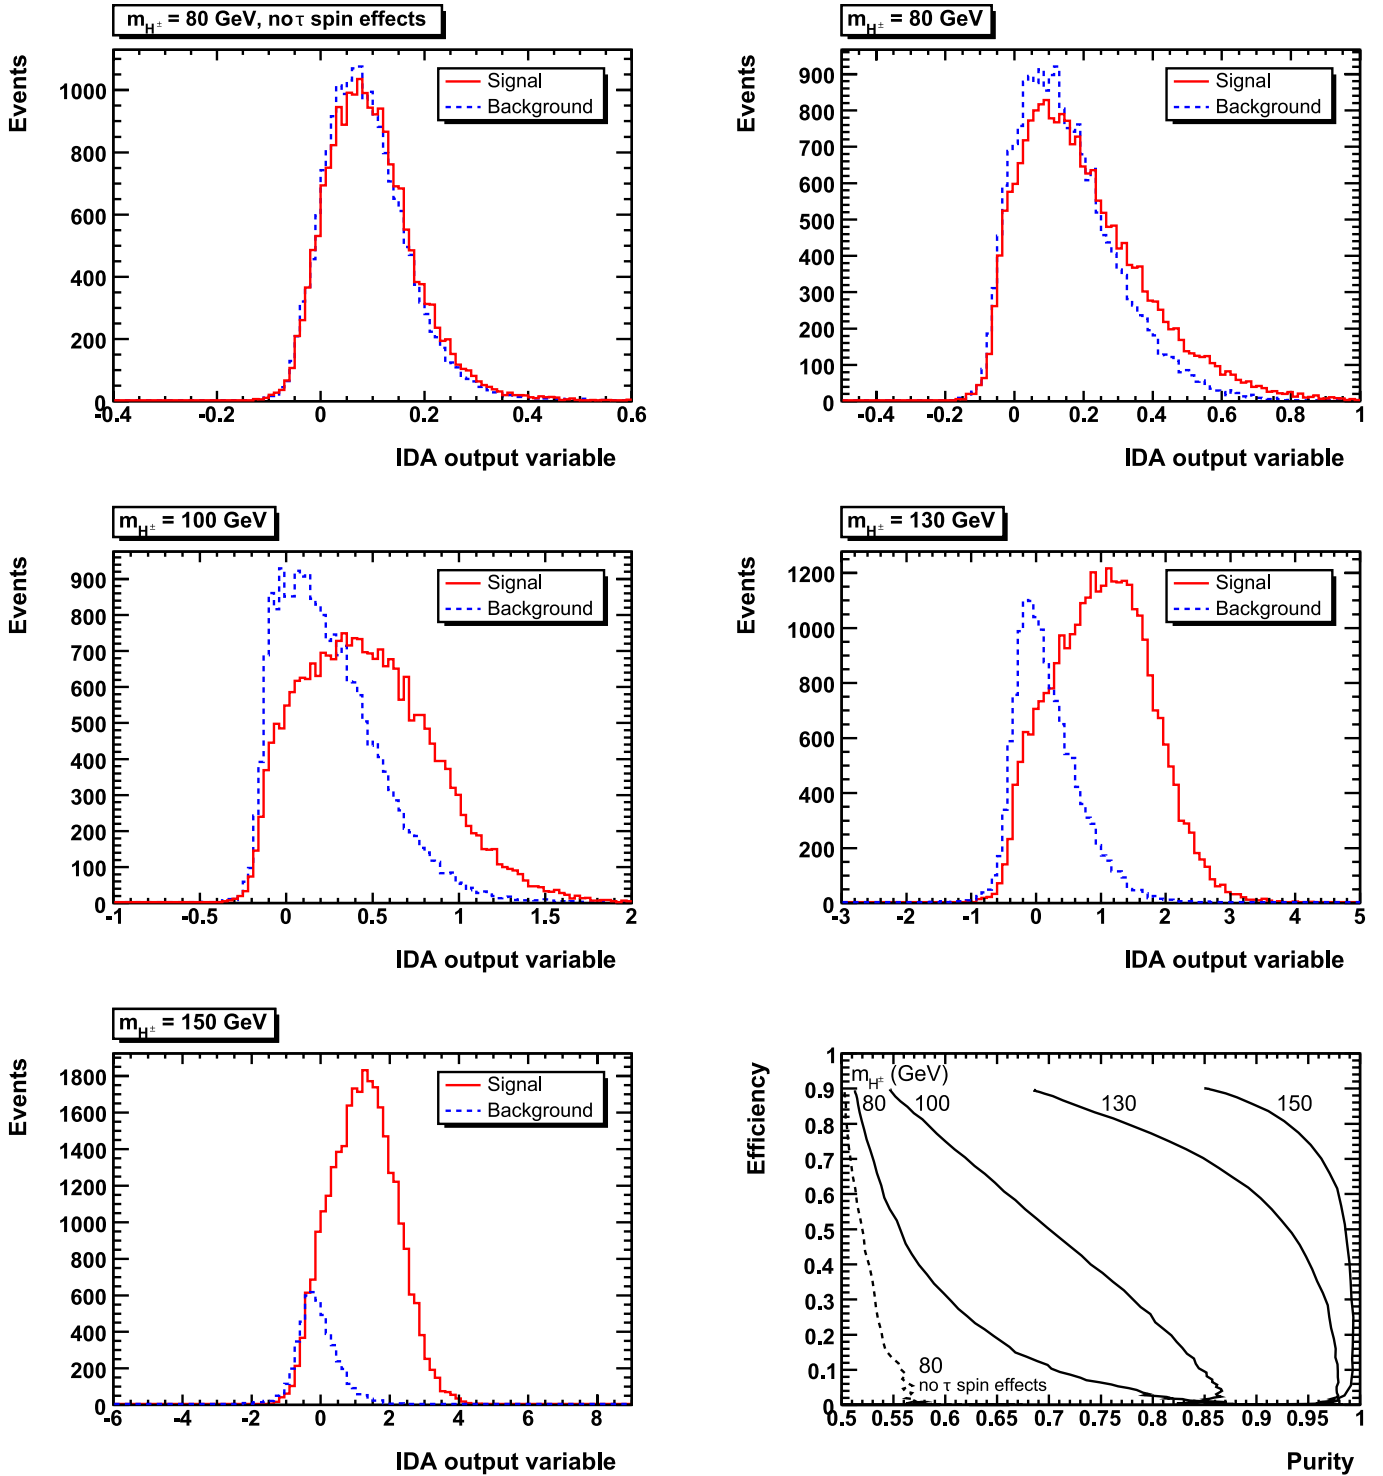 m_H± = 80 GeV, no τ spin effects
Events
1000
800
600
400
200
0
Signal
Background
-0.4 -0.2 0 0.2 0.4 0.6
IDA output variable
m_H± = 80 GeV
Events
900
800
700
600
500
400
300
200
100
0
Signal
Background
-0.4 -0.2 0 0.2 0.4 0.6 0.8 1
IDA output variable
m_H± = 100 GeV
Events
900
800
700
600
500
400
300
200
100
0
Signal
Background
-1 -0.5 0 0.5 1 1.5 2
IDA output variable
m_H± = 130 GeV
Events
1200
1000
800
600
400
200
0
Signal
Background
-3 -2 -1 0 1 2 3 4 5
IDA output variable
m_H± = 150 GeV
Events
1800
1600
1400
1200
1000
800
600
400
200
0
Signal
Background
-6 -4 -2 0 2 4 6 8
IDA output variable
Efficiency
1
0.9
0.8
0.7
0.6
0.5
0.4
0.3
0.2
0.1
0
m_H± (GeV)
80 100 130 150
80
no τ spin effects
0.5 0.55 0.6 0.65 0.7 0.75 0.8 0.85 0.9 0.95 1
Purity